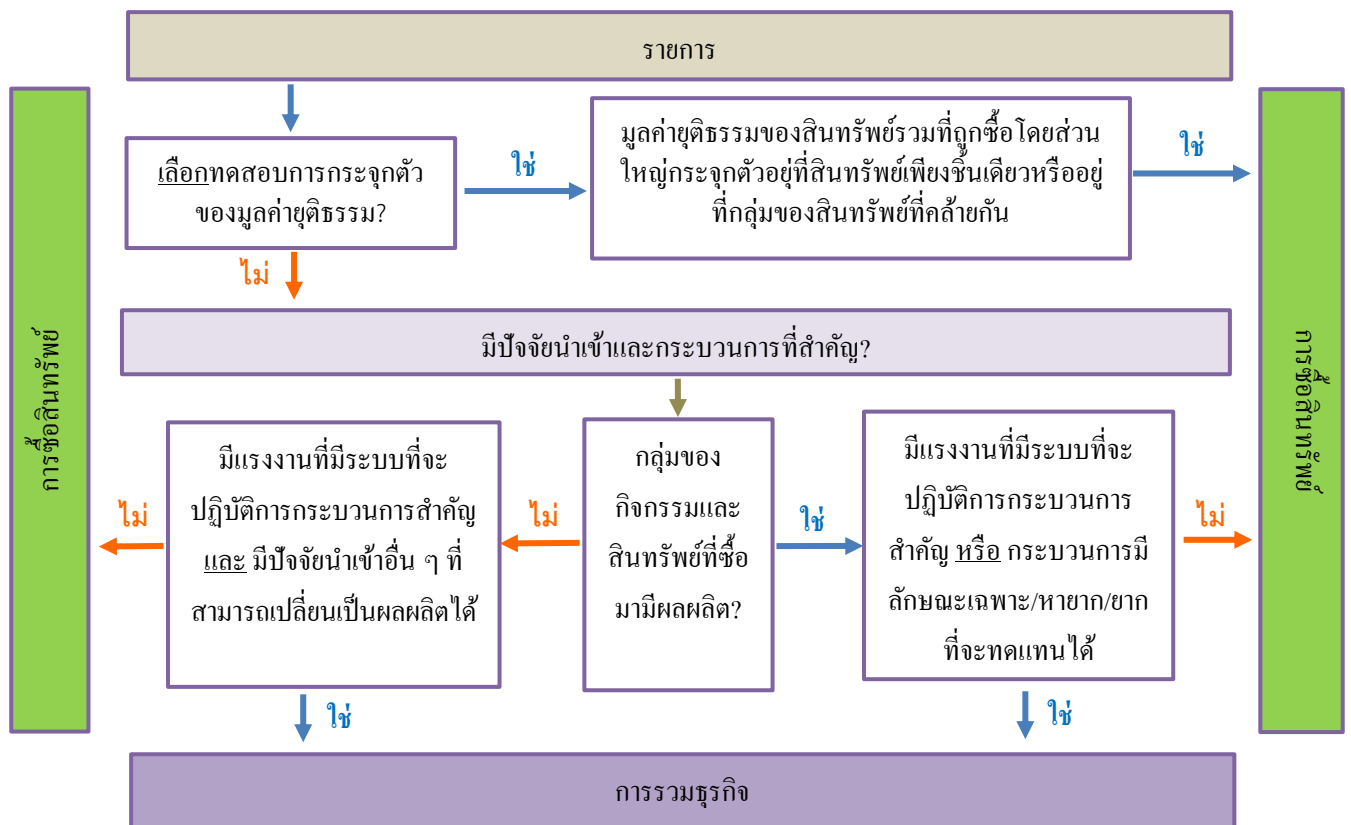 รายการ
เลือกทดสอบการกระจุกตัว
ของมูลค่ายุติธรรม?
ใช่
มูลค่ายุติธรรมของสินทรัพย์รวมที่ถูกซื้อโดยส่วน
ใหญ่กระจุกตัวอยู่ที่สินทรัพย์เพียงชิ้นเดียวหรืออยู่
ที่กลุ่มของสินทรัพย์ที่คล้ายกัน
ใช่
ไม่
การซื้อสินทรัพย์
การซื้อสินทรัพย์
มีปัจจัยนำเข้าและกระบวนการที่สำคัญ?
มีแรงงานที่มีระบบที่จะ
ปฏิบัติการกระบวนการสำคัญ
และ มีปัจจัยนำเข้าอื่น ๆ ที่
สามารถเปลี่ยนเป็นผลผลิตได้
ไม่
ไม่
กลุ่มของ
กิจกรรมและ
สินทรัพย์ที่ซื้อ
มามีผลผลิต?
ใช่
มีแรงงานที่มีระบบที่จะ
ปฏิบัติการกระบวนการ
สำคัญ หรือ กระบวนการมี
ลักษณะเฉพาะ/หายาก/ยาก
ที่จะทดแทนได้
ไม่
ใช่
ใช่
การรวมธุรกิจ